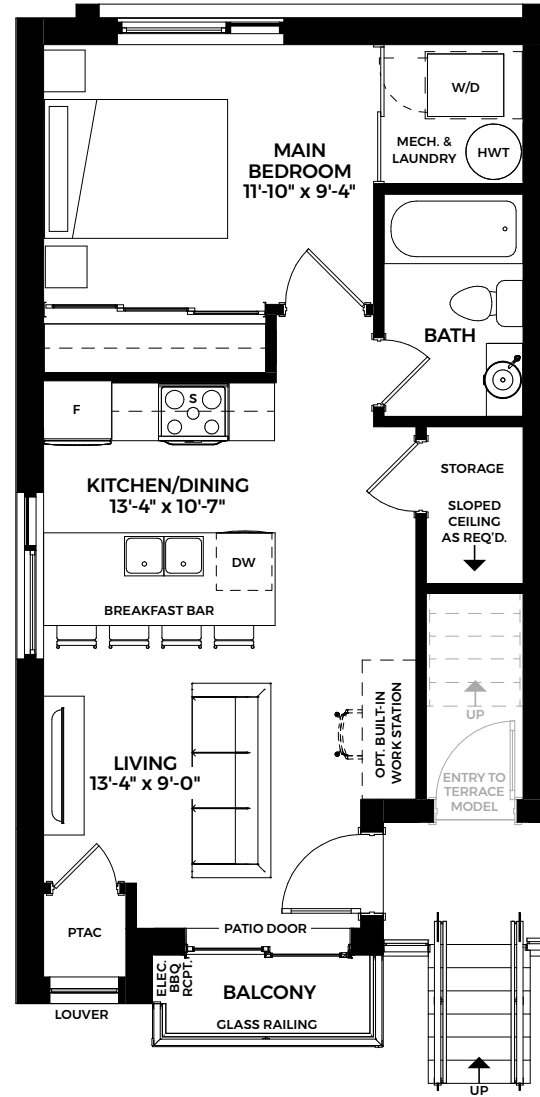 W/D
MECH. &
LAUNDRY
HWT
MAIN
BEDROOM
11'-10" x 9'-4"
BATH
F
S
STORAGE
SLOPED
CEILING
AS REQ'D.
KITCHEN/DINING
13'-4" x 10'-7"
DW
BREAKFAST BAR
UP
OPT. BUILT-IN
WORK STATION
LIVING
13'-4" x 9'-0"
ENTRY TO
TERRACE
MODEL
PTAC
PATIO DOOR
ELEC.
BBQ
RCPT.
BALCONY
LOUVER
GLASS RAILING
UP